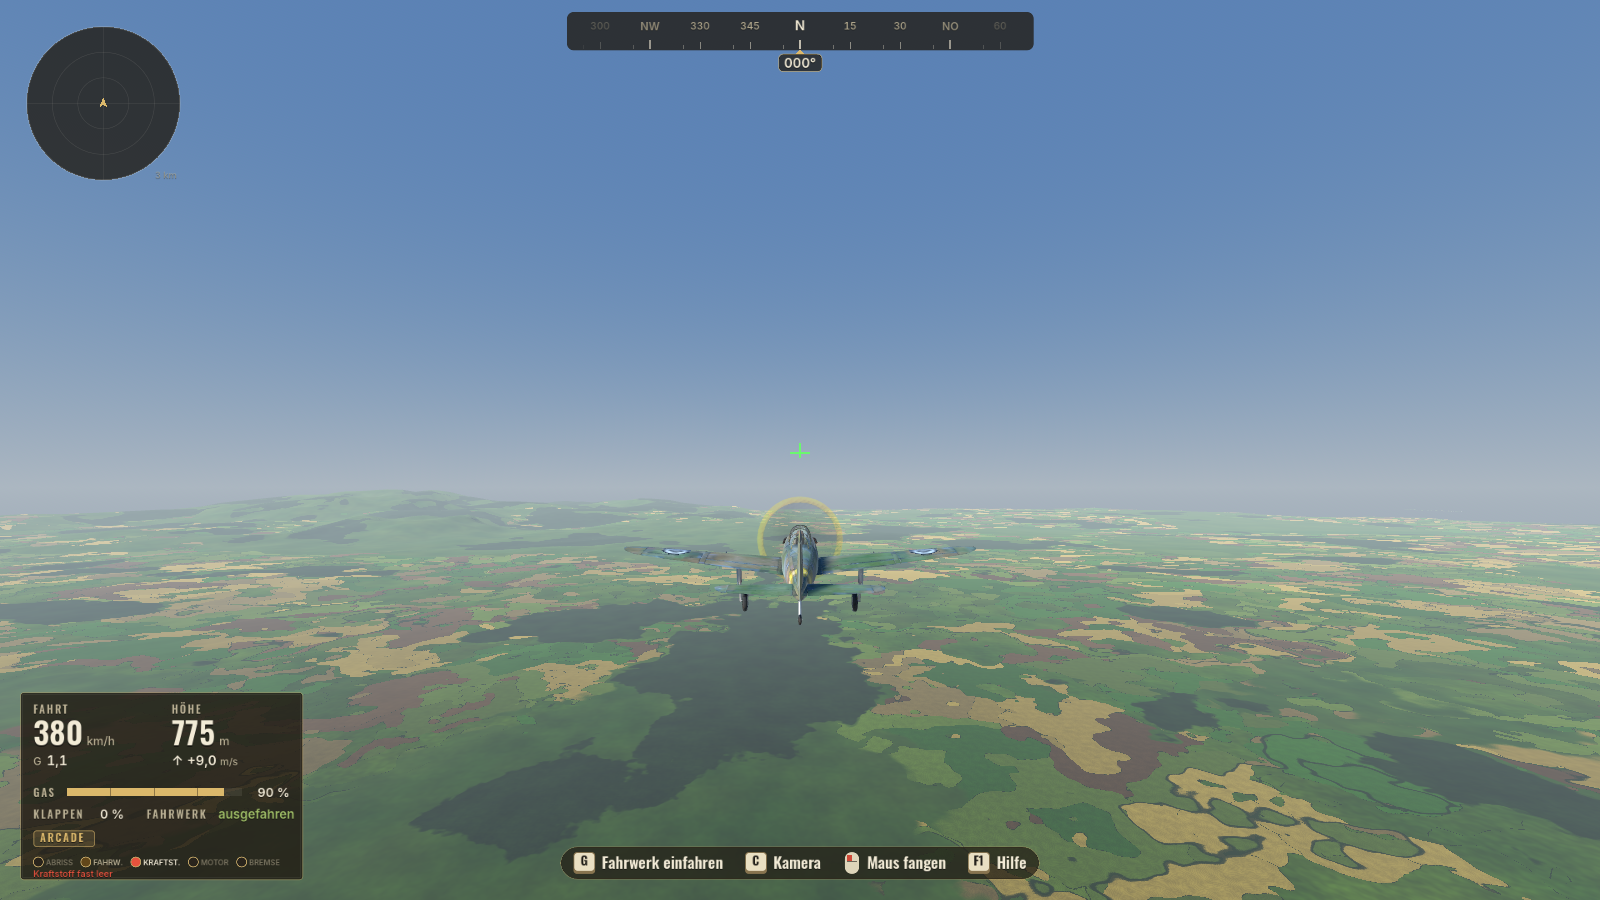 300 NW 330 345 N 15 30 NO 60
000°
8 km
FAHRT HÖHE
380 km/h 775 m
G 1,1 ↑ +9,0 m/s
GAS 90 %
KLAPPEN 0 % FAHRWERK ausgefahren
ARCADE
ABRISS FAHRW. KRAFTST. MOTOR BREMSE
Kraftstoff fast leer
G Fahrwerk einfahren C Kamera Maus fangen F1 Hilfe